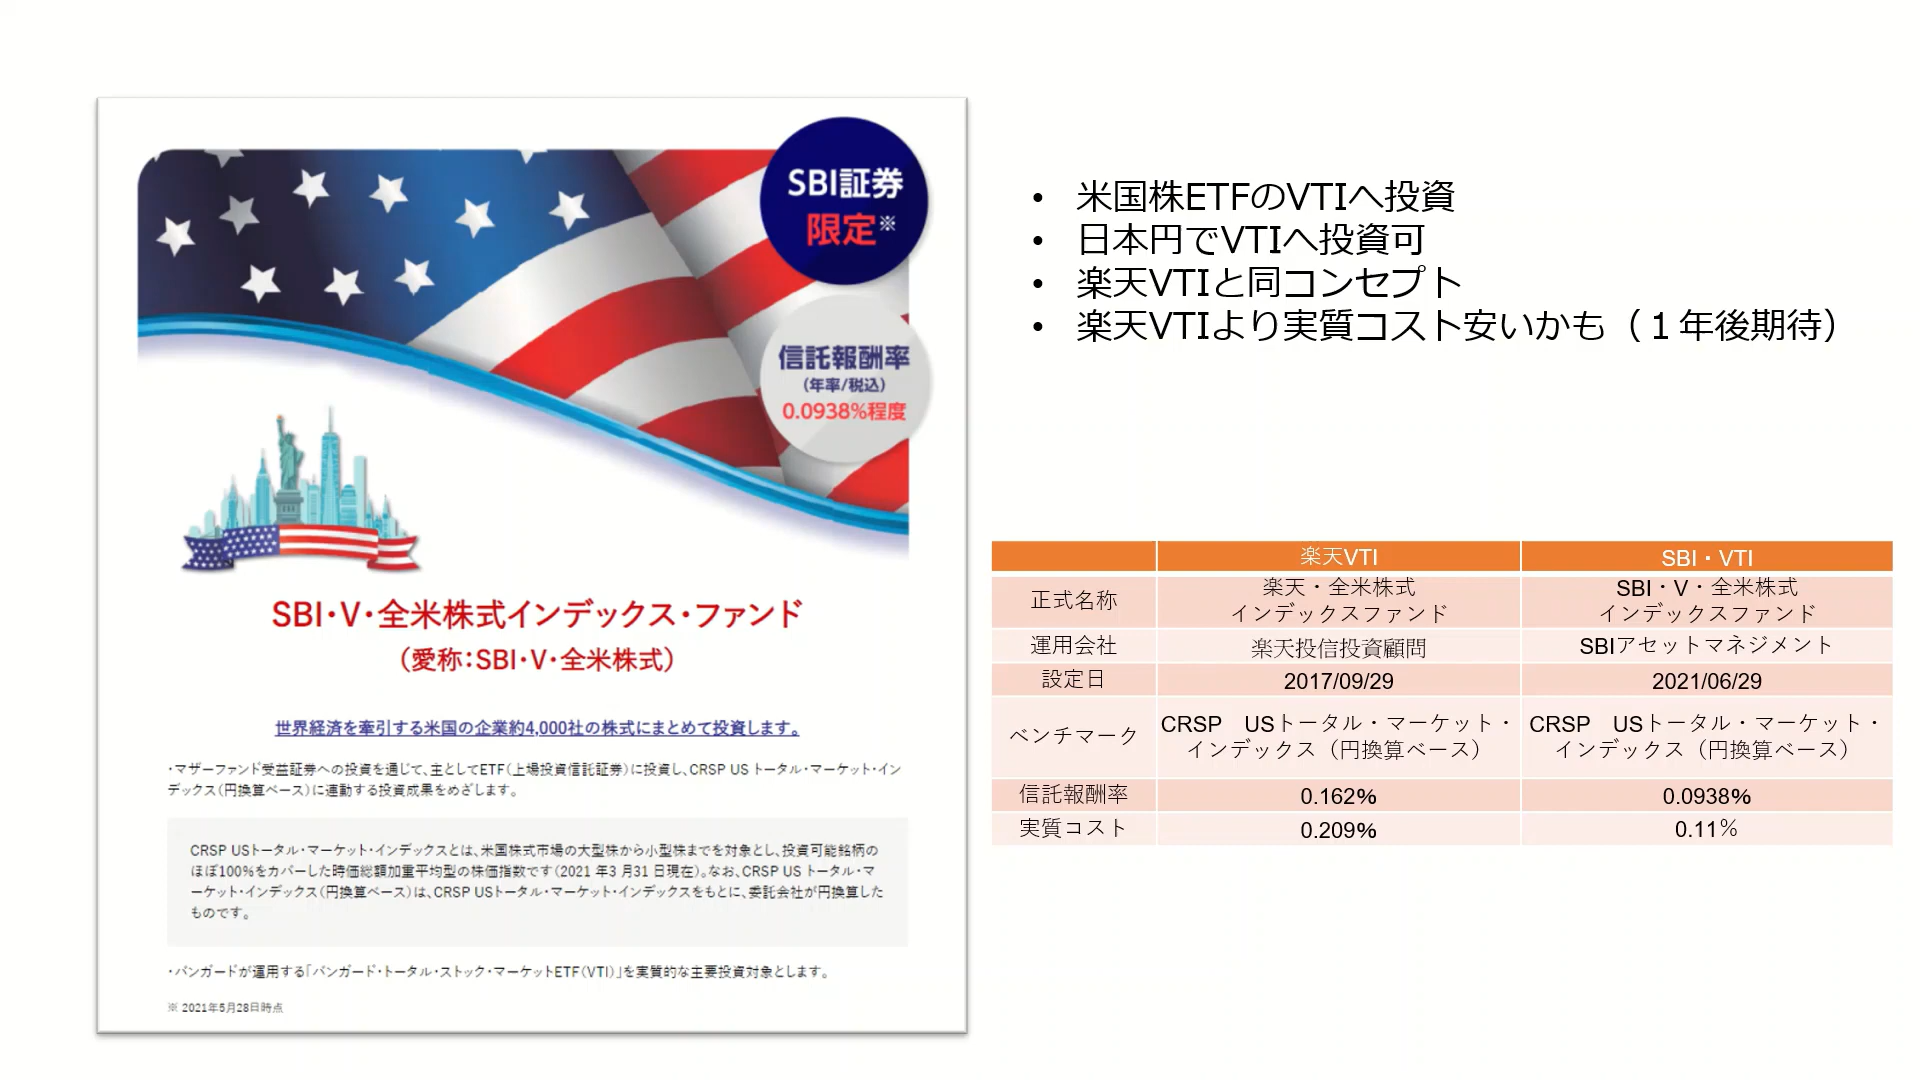 SBI証券
限定※
信託報酬率
(年率/税込)
0.0938%程度
SBI・V・全米株式インデックス・ファンド
（愛称：SBI・V・全米株式）
世界経済を牽引する米国の企業約4,000社の株式にまとめて投資します。
・マザーファンド受益証券への投資を通じて、主としてETF(上場投資信託証券)に投資し、CRSP US トータル・マーケット・イン
デックス(円換算ベース)に連動する投資成果をめざします。
CRSP USトータル・マーケット・インデックスとは、米国株式市場の大型株から小型株までを対象とし、投資可能銘柄の
ほぼ100%をカバーした時価総額加重平均型の株価指数です(2021 年3 月31 日現在)。なお、CRSP US トータル・マ
ーケット・インデックス(円換算ベース)は、CRSP USトータル・マーケット・インデックスをもとに、委託会社が円換算した
ものです。
・バンガードが運用する「バンガード・トータル・ストック・マーケットETF(VTI)」を実質的な主要投資対象とします。
※ 2021年5月28日時点
• 米国株ETFのVTIへ投資
• 日本円でVTIへ投資可
• 楽天VTIと同コンセプト
• 楽天VTIより実質コスト安いかも（１年後期待）
楽天VTI SBI・VTI
正式名称 楽天・全米株式 SBI・V・全米株式
インデックスファンド インデックスファンド
運用会社 楽天投信投資顧問 SBIアセットマネジメント
設定日 2017/09/29 2021/06/29
ベンチマーク CRSP　USトータル・マーケット・ CRSP　USトータル・マーケット・
インデックス（円換算ベース） インデックス（円換算ベース）
信託報酬率 0.162% 0.0938%
実質コスト 0.209% 0.11％